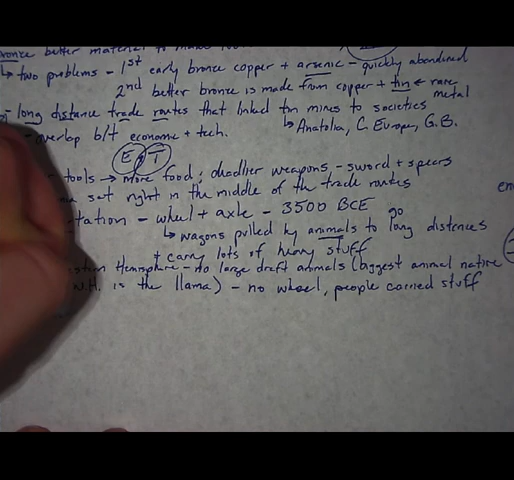 bronze better material to make
↳ two problems - 1st early bronze copper + arsenic - quickly abandoned
2nd better bronze is made from copper + tin ← rare metal
- long distance trade routes that linked tin mines to societies
↳ Anatolia, C. Europe, G.B.
- overlap b/t economic + tech.
E T
tools → more food; deadlier weapons - sword + spears
set right in the middle of the trade routes
tation - wheel + axle - 3500 BCE
↳ wagons pulled by animals to go long distances
+ carry lots of heavy stuff
Hemisphere - no large draft animals (biggest animal native
W.H. is the llama) - no wheel, people carried stuff